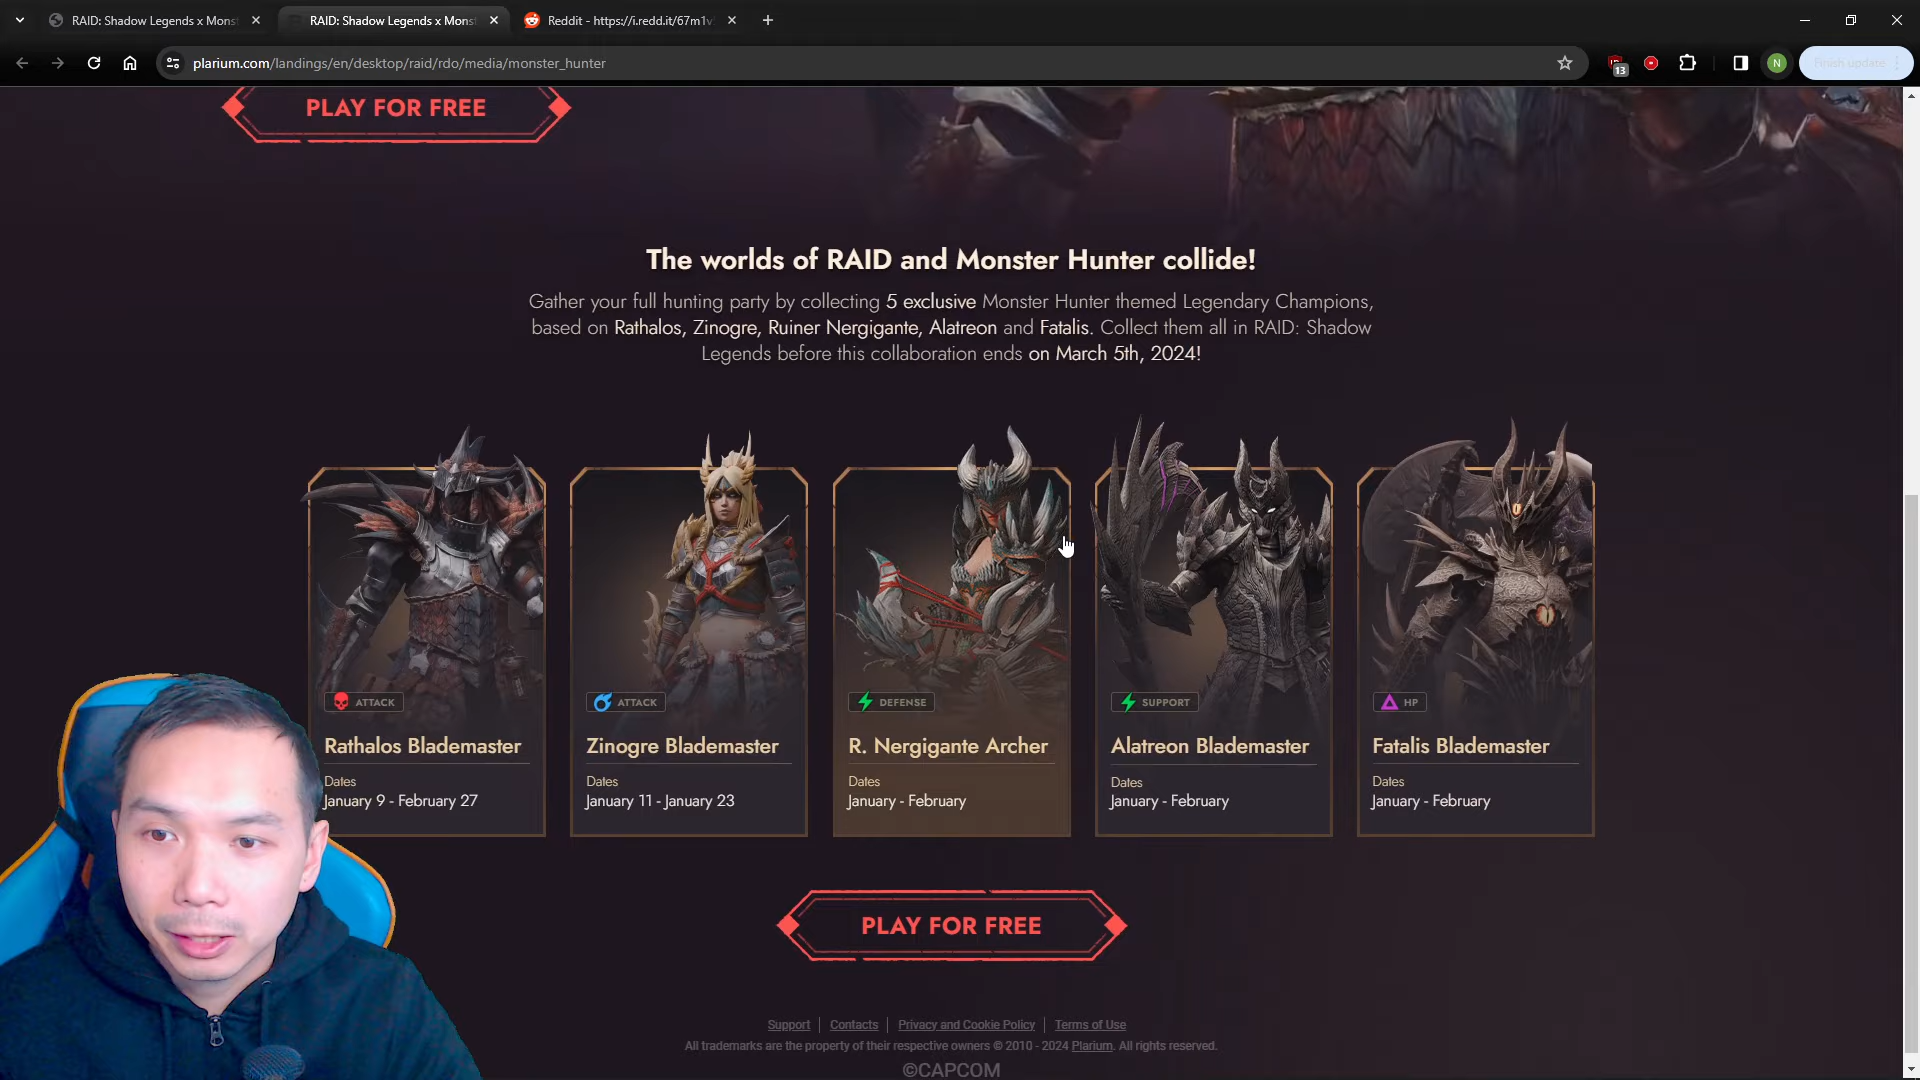 RAID: Shadow Legends x Monst
RAID: Shadow Legends x Mons
Reddit - https://i.redd.it/67m1v
plarium.com/landings/en/desktop/raid/rdo/media/monster_hunter
13
N
Finish update
PLAY FOR FREE
The worlds of RAID and Monster Hunter collide!
Gather your full hunting party by collecting 5 exclusive Monster Hunter themed Legendary Champions,
based on Rathalos, Zinogre, Ruiner Nergigante, Alatreon and Fatalis. Collect them all in RAID: Shadow
Legends before this collaboration ends on March 5th, 2024!
ATTACK
Rathalos Blademaster
Dates
January 9 - February 27
ATTACK
Zinogre Blademaster
Dates
January 11 - January 23
DEFENSE
R. Nergigante Archer
Dates
January - February
SUPPORT
Alatreon Blademaster
Dates
January - February
HP
Fatalis Blademaster
Dates
January - February
PLAY FOR FREE
Support Contacts Privacy and Cookie Policy Terms of Use
All trademarks are the property of their respective owners © 2010 - 2024 Plarium. All rights reserved.
©CAPCOM